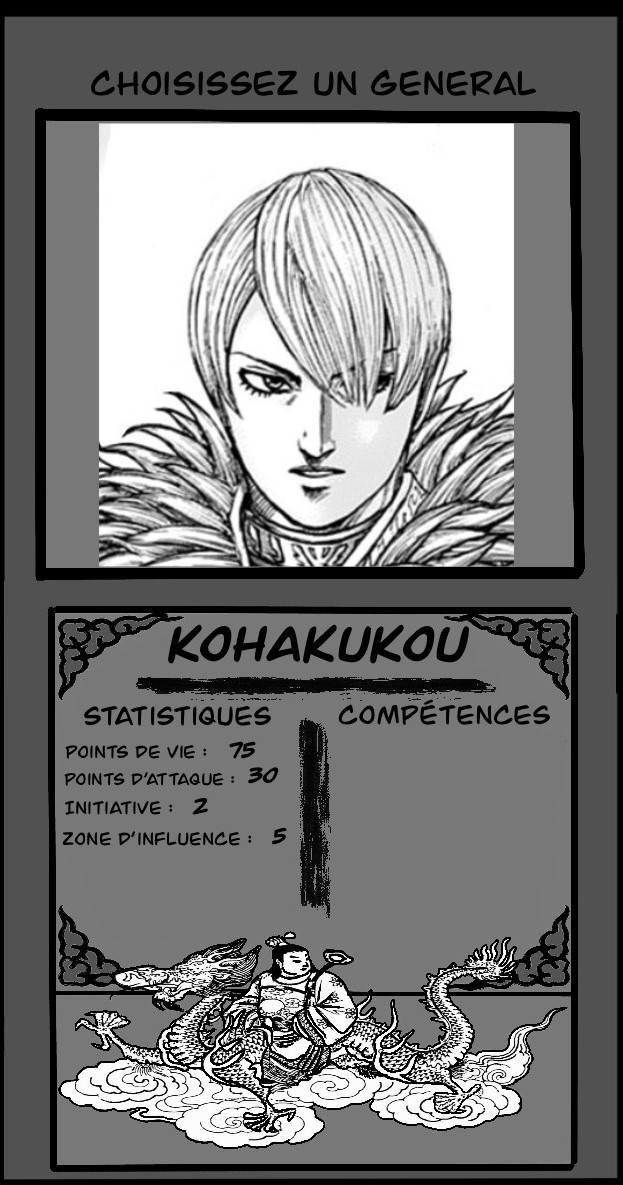 CHOISISSEZ UN GENERAL
KOHAKUKOU
STATISTIQUES
POINTS DE VIE : 75
POINTS D'ATTAQUE : 30
INITIATIVE : 2
ZONE D'INFLUENCE : 5
COMPÉTENCES